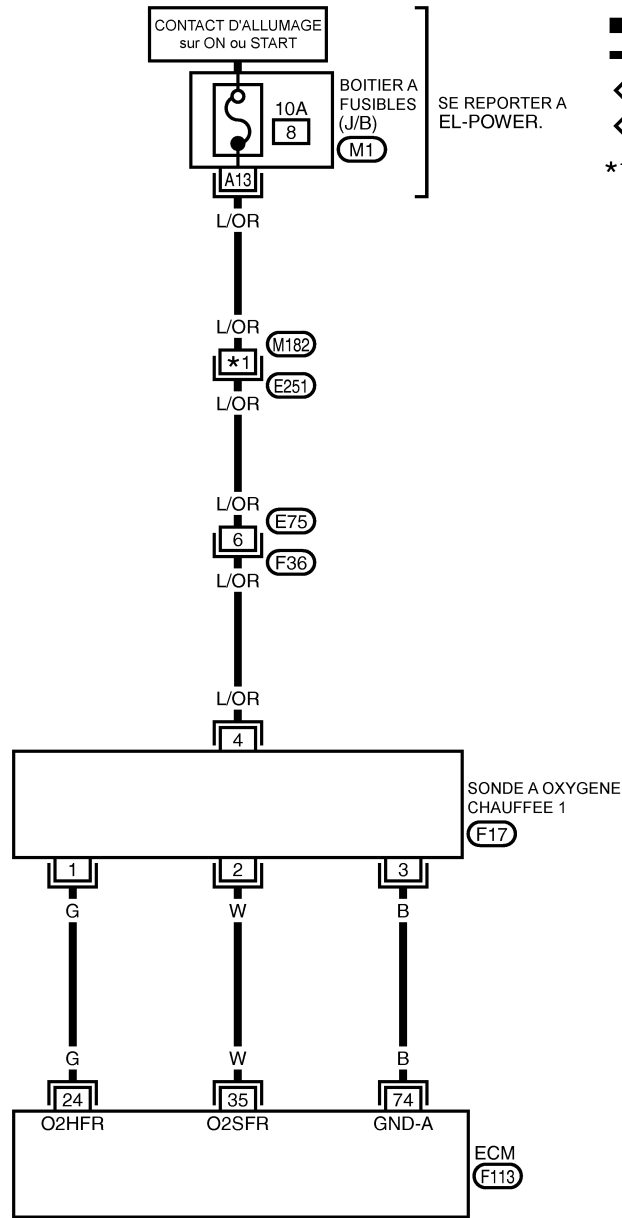 CONTACT D'ALLUMAGE
sur ON ou START
10A
8
BOITIER A
FUSIBLES
(J/B)
M1
SE REPORTER A
EL-POWER.
*1
A13
L/OR
L/OR
M182
*1
E251
L/OR
L/OR
E75
6
F36
L/OR
L/OR
4
SONDE A OXYGENE
CHAUFFEE 1
F17
1 2 3
G W B
G W B
24 35 74
O2HFR O2SFR GND-A
ECM
F113